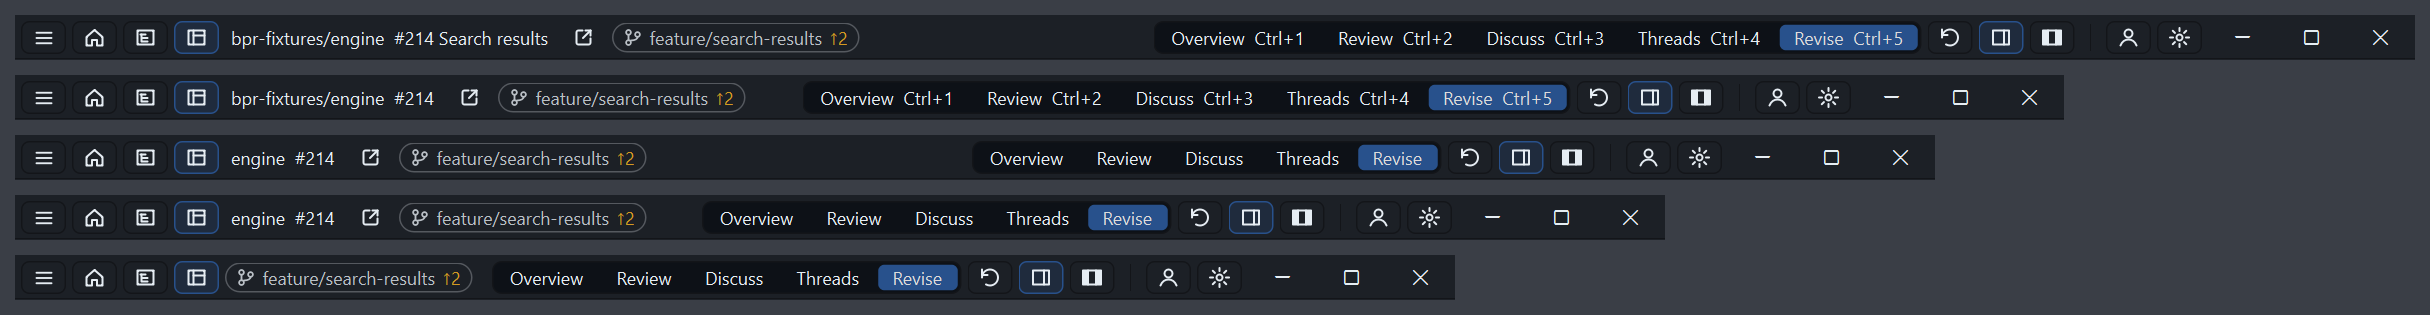 bpr-fixtures/engine #214 Search results feature/search-results ↑2 Overview Ctrl+1 Review Ctrl+2 Discuss Ctrl+3 Threads Ctrl+4 Revise Ctrl+5
bpr-fixtures/engine #214 feature/search-results ↑2 Overview Ctrl+1 Review Ctrl+2 Discuss Ctrl+3 Threads Ctrl+4 Revise Ctrl+5
engine #214 feature/search-results ↑2 Overview Review Discuss Threads Revise
engine #214 feature/search-results ↑2 Overview Review Discuss Threads Revise
feature/search-results ↑2 Overview Review Discuss Threads Revise